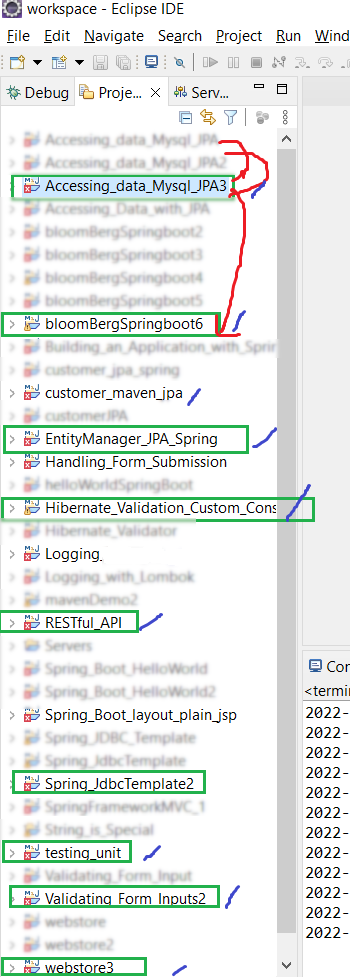 workspace - Eclipse IDE
File Edit Navigate Search Project Run Wind
Debug Proje... Serv...
Accessing_data_Mysql_JPA
Accessing_data_Mysql_JPA2
Accessing_data_Mysql_JPA3
Accessing_Data_with_JPA
bloomBergSpringboot2
bloomBergSpringboot3
bloomBergSpringboot4
bloomBergSpringboot5
bloomBergSpringboot6
Building_an_Application_with_Spring
customer_jpa_spring
customer_maven_jpa
customerJPA
EntityManager_JPA_Spring
Handling_Form_Submission
helloWorldSpringBoot
Hibernate_Validation_Custom_Cons
Hibernate_Validator
Logging
Logging_with_Lombok
mavenDemo2
RESTful_API
Servers
Spring_Boot_HelloWorld
Spring_Boot_HelloWorld2
Spring_Boot_layout_plain_jsp
Spring_JDBC_Template
Spring_JdbcTemplate
Spring_JdbcTemplate2
SpringFrameworkMVC_1
String_is_Special
testing_unit
Validating_Form_Input
Validating_Form_Inputs2
webstore
webstore2
webstore3
Con
<termin
2022-
2022-
2022-
2022-
2022-
2022-
2022-
2022-
2022-
2022-
2022-
2022-